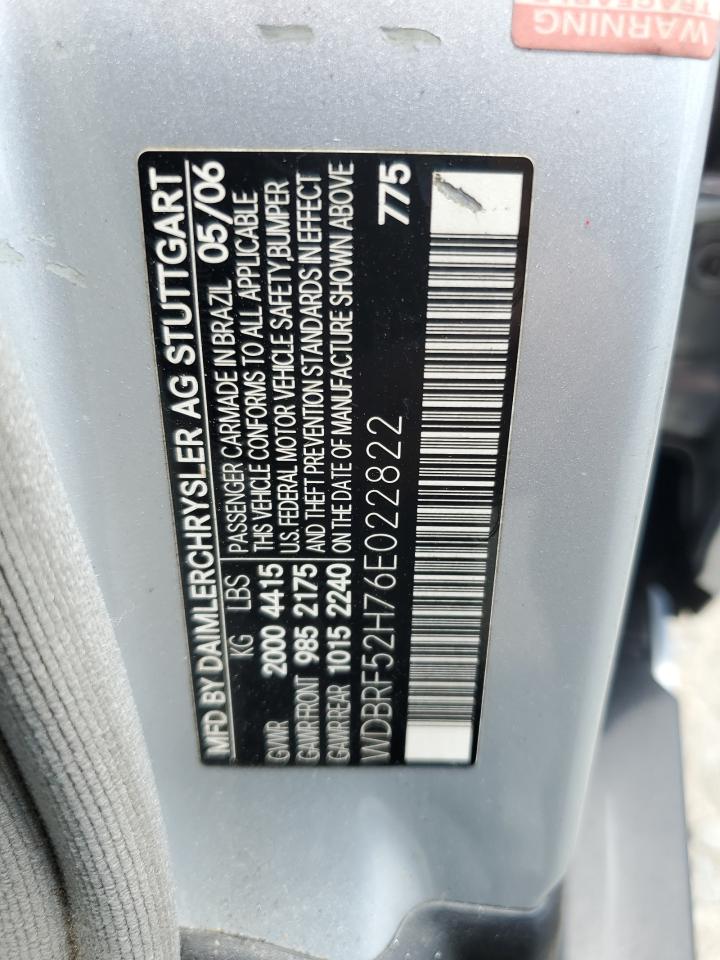 MFD BY DAIMLERCHRYSLER AG STUTTGART
05/06
KG LBS PASSENGER CARMADE IN BRAZIL
GVWR 2000 4415 THIS VEHICLE CONFORMS TO ALL APPLICABLE
U.S. FEDERAL MOTOR VEHICLE SAFETY,BUMPER
GAWR-FRONT 985 2175 AND THEFT PREVENTION STANDARDS IN EFFECT
GAWR-REAR 1015 2240 ON THE DATE OF MANUFACTURE SHOWN ABOVE
WDBRF52H76E022822 775
WARNING